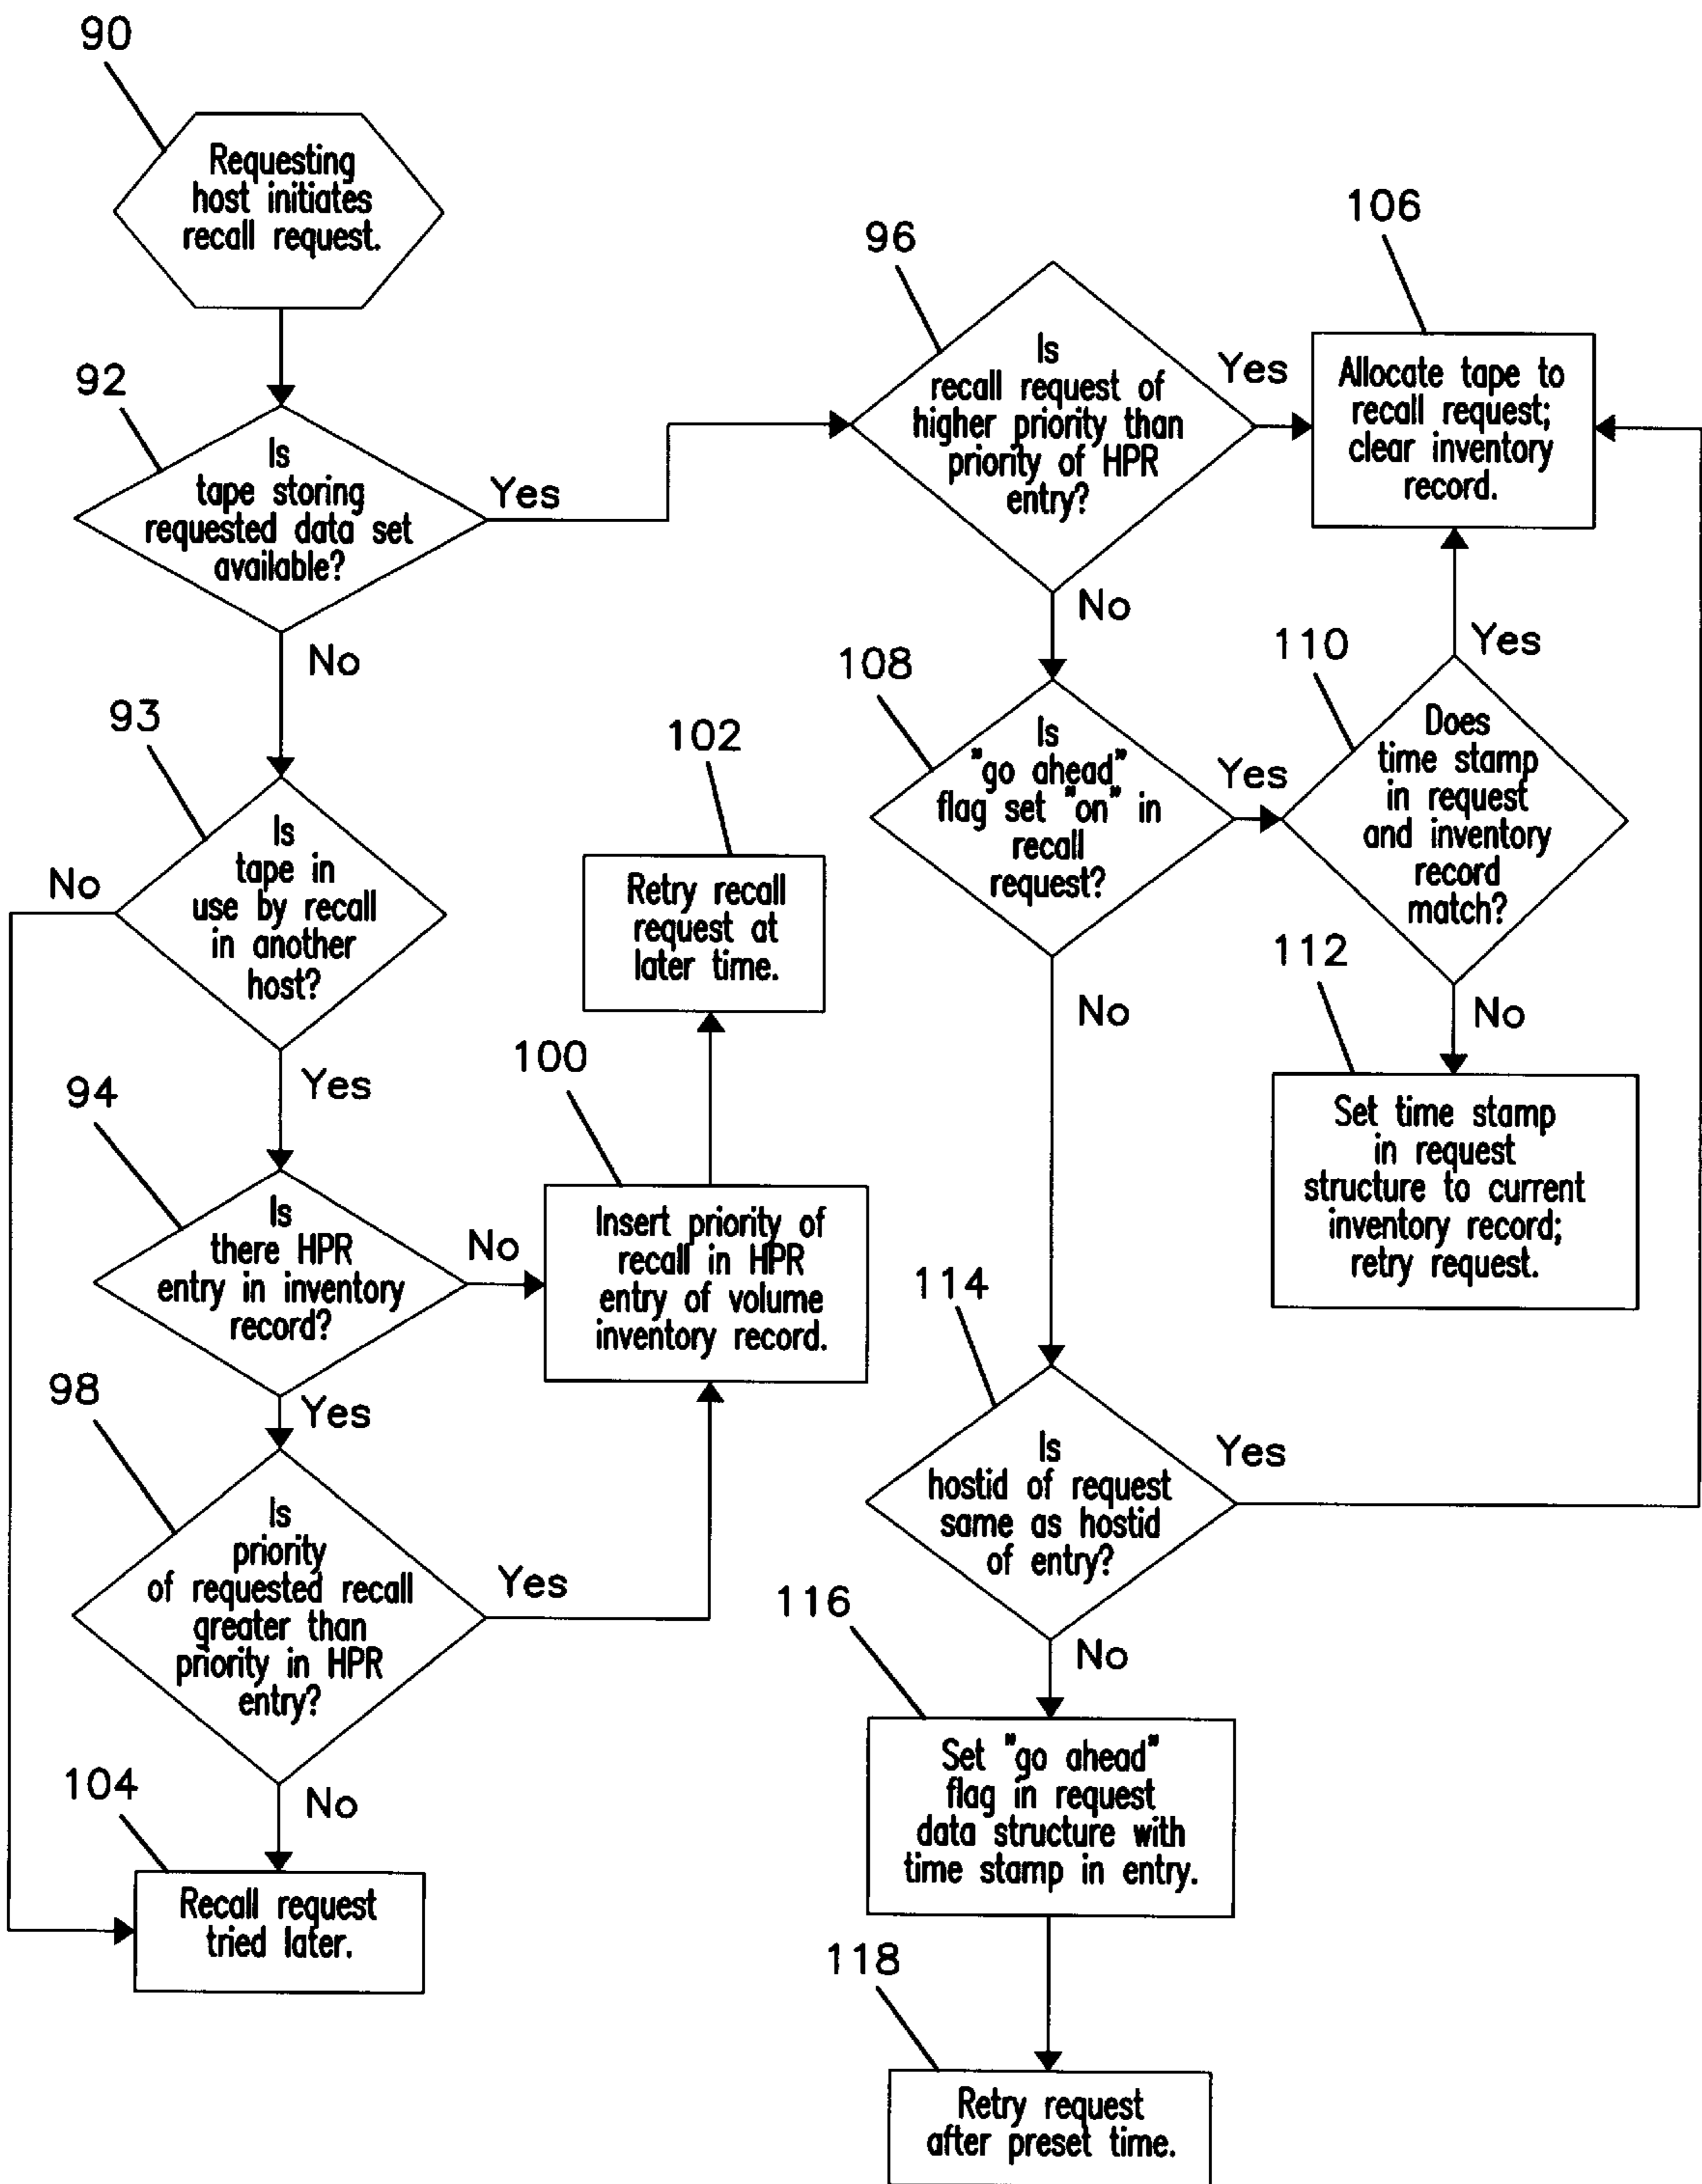 90
Requesting
host initiates
recall request.
92
Is
tape storing
requested data set
available?
Yes
No
93
Is
tape in
use by recall
in another
host?
No
Yes
94
Is
there HPR
entry in inventory
record?
No
Yes
98
Is
priority
of requested recall
greater than
priority in HPR
entry?
Yes
No
104
Recall request
tried later.
102
Retry recall
request at
later time.
100
Insert priority of
recall in HPR
entry of volume
inventory record.
96
Is
recall request of
higher priority than
priority of HPR
entry?
Yes
No
106
Allocate tape to
recall request;
clear inventory
record.
108
Is
"go ahead"
flag set "on" in
recall
request?
Yes
No
110
Does
time stamp
in request
and inventory
record
match?
Yes
No
112
Set time stamp
in request
structure to current
inventory record;
retry request.
114
Is
hostid of request
same as hostid
of entry?
Yes
No
116
Set "go ahead"
flag in request
data structure with
time stamp in entry.
118
Retry request
after preset time.